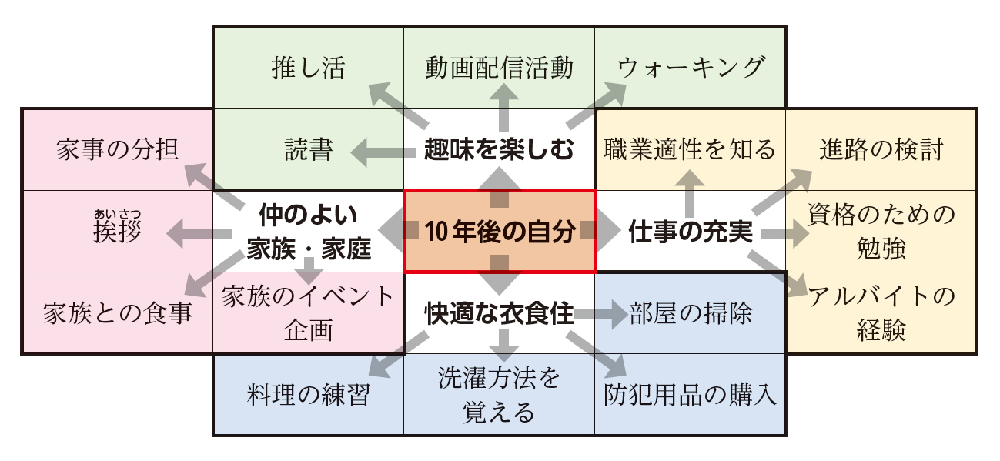 推し活
動画配信活動
ウォーキング
家事の分担
読書
趣味を楽しむ
職業適性を知る
進路の検討
あいさつ
挨拶
仲のよい
家族・家庭
10年後の自分
仕事の充実
資格のための
勉強
家族との食事
家族のイベント
企画
快適な衣食住
部屋の掃除
アルバイトの
経験
料理の練習
洗濯方法を
覚える
防犯用品の購入